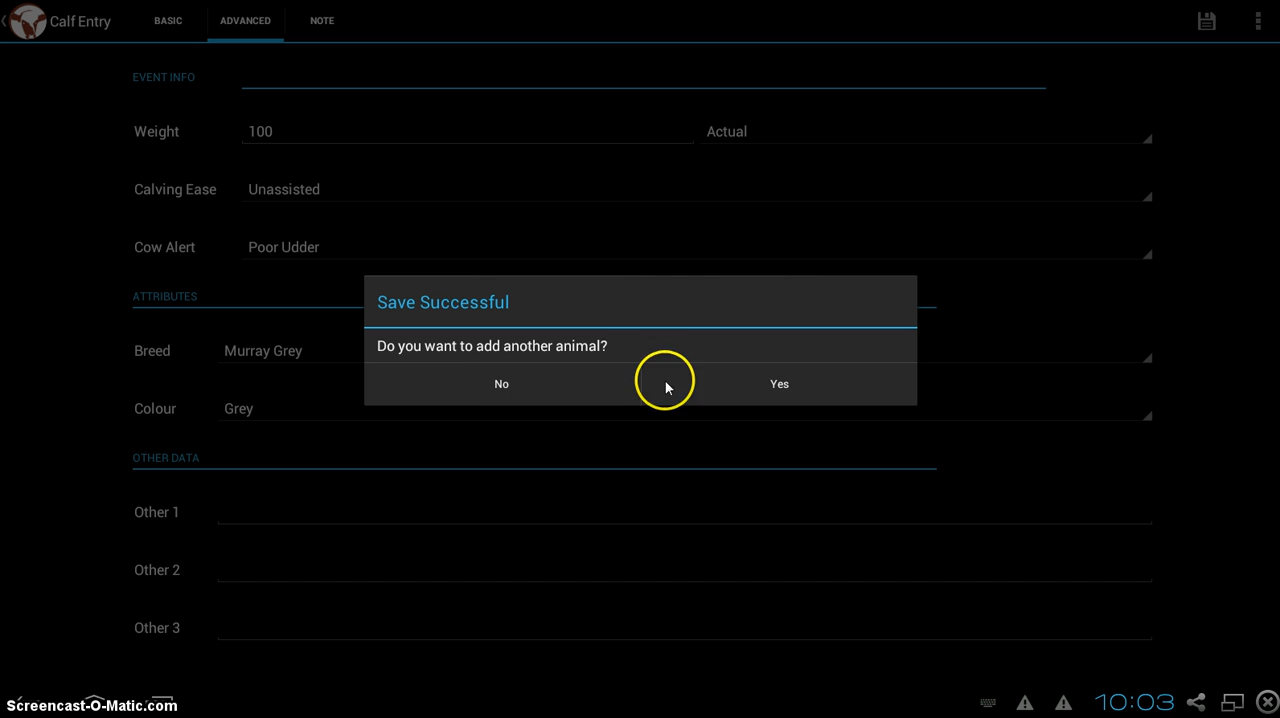 Calf Entry BASIC ADVANCED NOTE
EVENT INFO
Weight 100 Actual
Calving Ease Unassisted
Cow Alert Poor Udder
ATTRIBUTES
Save Successful
Do you want to add another animal?
Breed Murray Grey
No Yes
Colour Grey
OTHER DATA
Other 1
Other 2
Other 3
Screencast-O-Matic.com 10:03